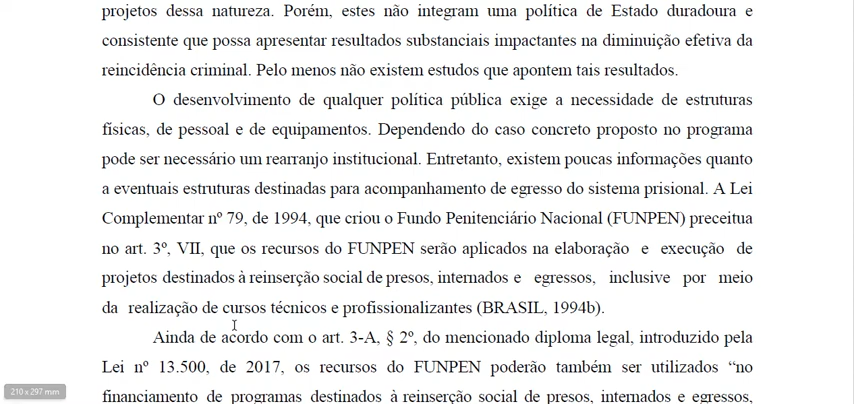 projetos dessa natureza. Porém, estes não integram uma política de Estado duradoura e
consistente que possa apresentar resultados substanciais impactantes na diminuição efetiva da
reincidência criminal. Pelo menos não existem estudos que apontem tais resultados.
O desenvolvimento de qualquer política pública exige a necessidade de estruturas
físicas, de pessoal e de equipamentos. Dependendo do caso concreto proposto no programa
pode ser necessário um rearranjo institucional. Entretanto, existem poucas informações quanto
a eventuais estruturas destinadas para acompanhamento de egresso do sistema prisional. A Lei
Complementar nº 79, de 1994, que criou o Fundo Penitenciário Nacional (FUNPEN) preceitua
no art. 3º, VII, que os recursos do FUNPEN serão aplicados na elaboração e execução de
projetos destinados à reinserção social de presos, internados e egressos, inclusive por meio
da realização de cursos técnicos e profissionalizantes (BRASIL, 1994b).
Ainda de acordo com o art. 3-A, § 2º, do mencionado diploma legal, introduzido pela
Lei nº 13.500, de 2017, os recursos do FUNPEN poderão também ser utilizados “no
financiamento de programas destinados à reinserção social de presos, internados e egressos,
210 x 297 mm